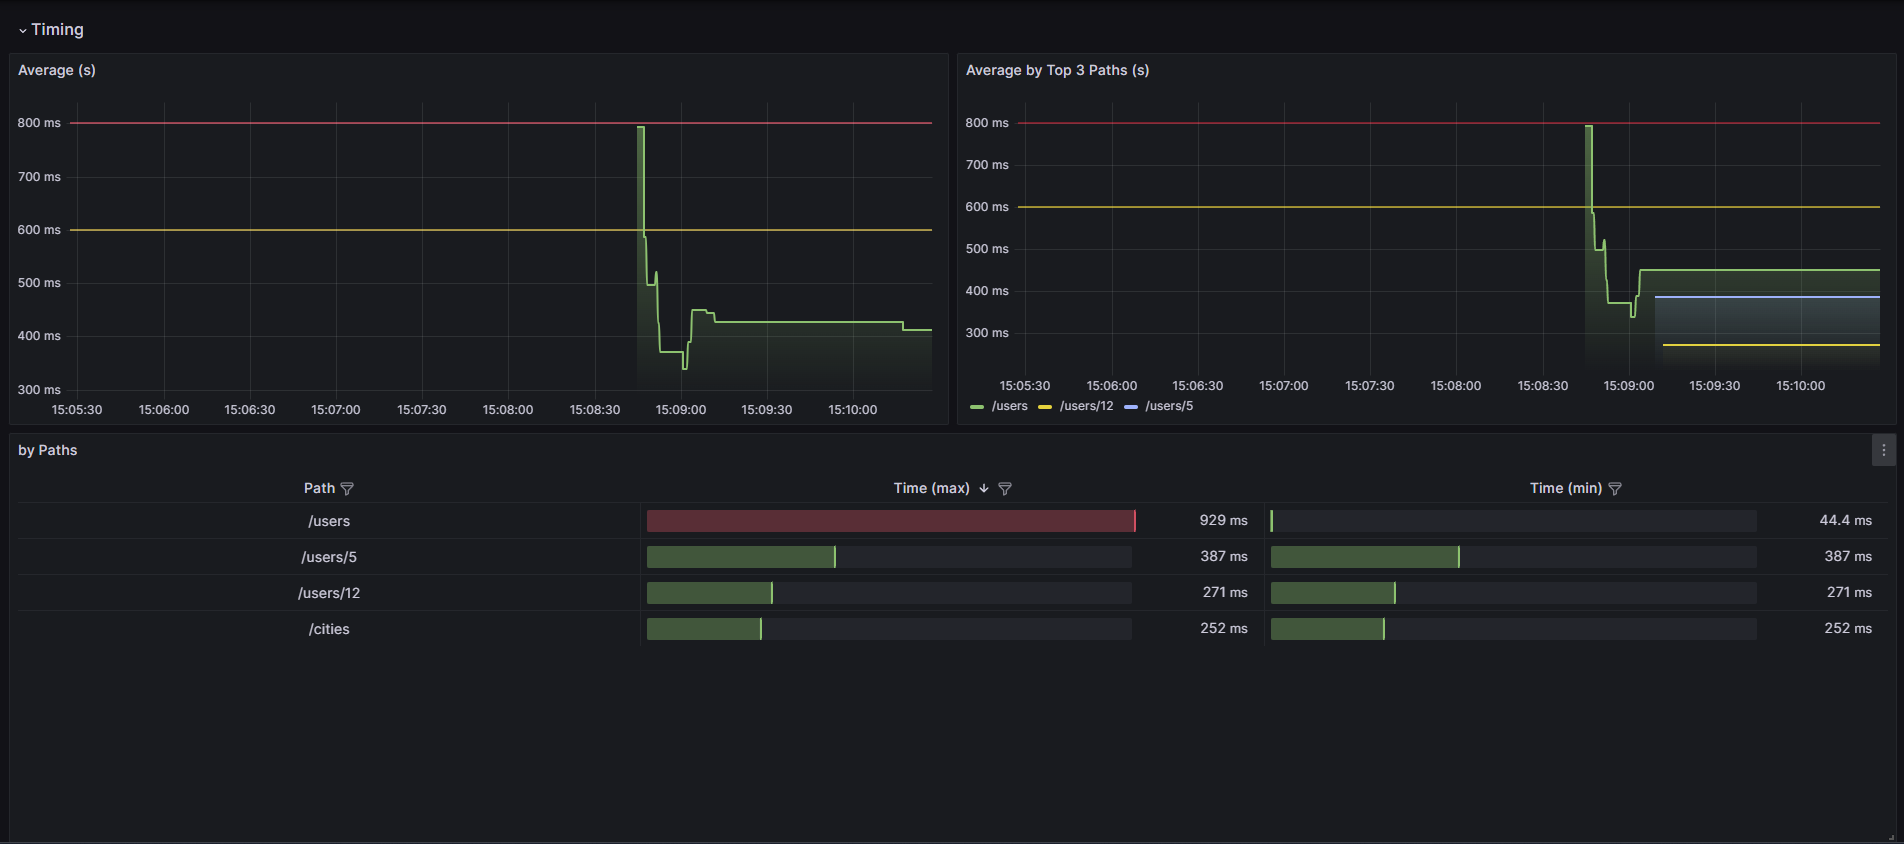 Timing
Average (s)
800 ms
700 ms
600 ms
500 ms
400 ms
300 ms
15:05:30 15:06:00 15:06:30 15:07:00 15:07:30 15:08:00 15:08:30 15:09:00 15:09:30 15:10:00
Average by Top 3 Paths (s)
800 ms
700 ms
600 ms
500 ms
400 ms
300 ms
15:05:30 15:06:00 15:06:30 15:07:00 15:07:30 15:08:00 15:08:30 15:09:00 15:09:30 15:10:00
/users /users/12 /users/5
by Paths
Path Time (max) Time (min)
/users 929 ms 44.4 ms
/users/5 387 ms 387 ms
/users/12 271 ms 271 ms
/cities 252 ms 252 ms